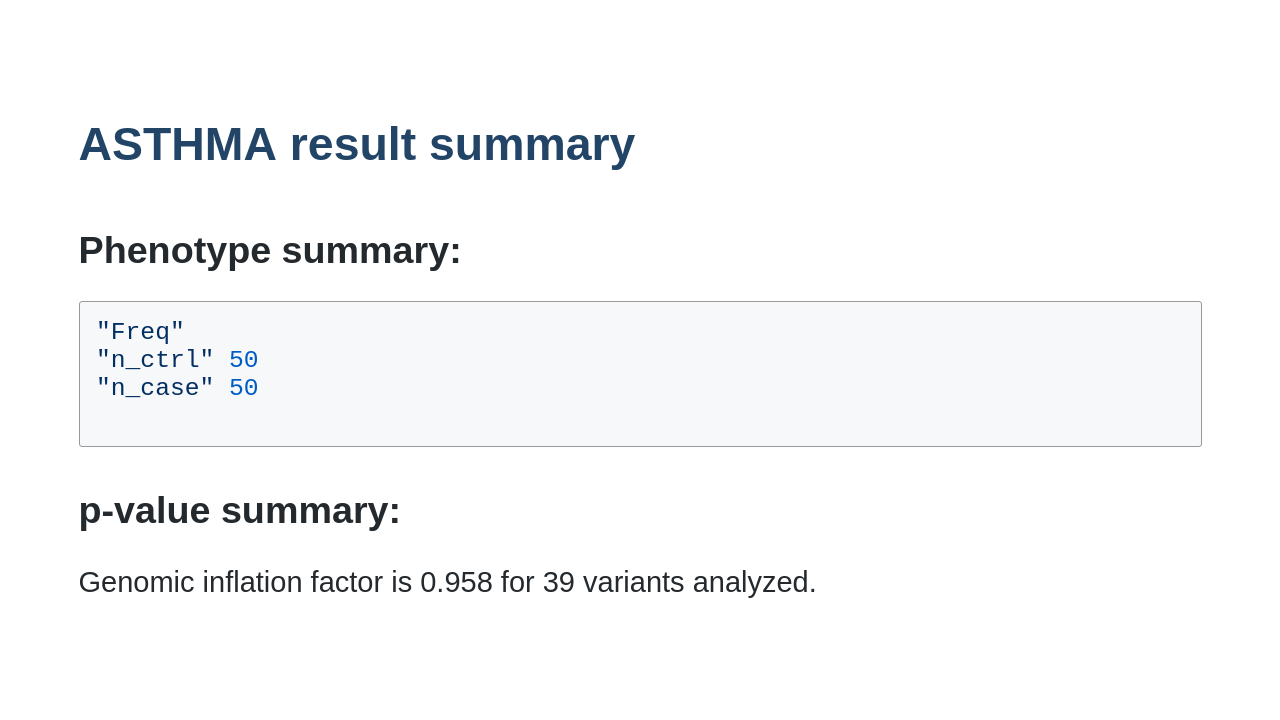 ASTHMA result summary
Phenotype summary:
"Freq"
"n_ctrl" 50
"n_case" 50
p-value summary:
Genomic inflation factor is 0.958 for 39 variants analyzed.